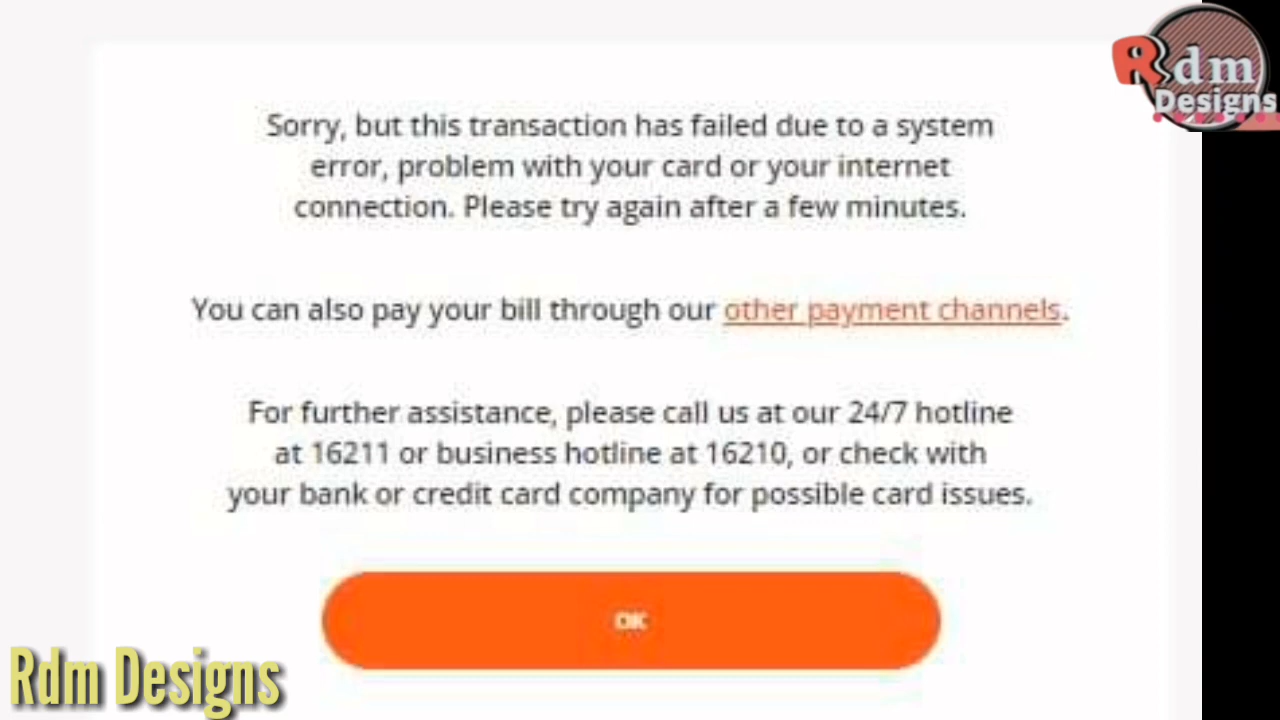 Rdm
Designs
Sorry, but this transaction has failed due to a system
error, problem with your card or your internet
connection. Please try again after a few minutes.
You can also pay your bill through our other payment channels.
For further assistance, please call us at our 24/7 hotline
at 16211 or business hotline at 16210, or check with
your bank or credit card company for possible card issues.
OK
Rdm Designs